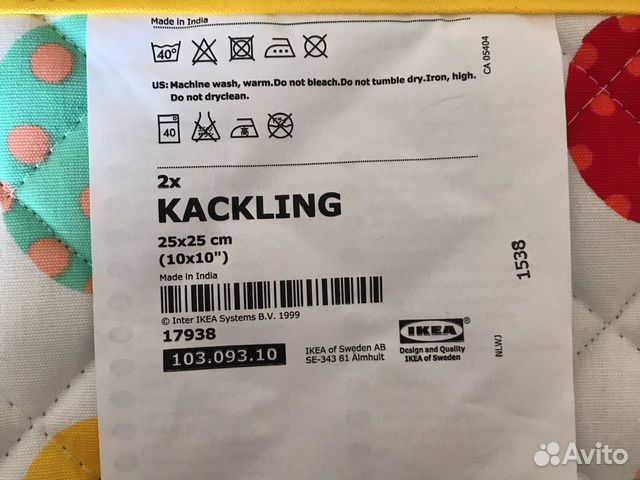 Made in India
40°
CA 05404
US: Machine wash, warm.Do not bleach.Do not tumble dry.Iron, high.
Do not dryclean.
40
高
2x
KACKLING
25x25 cm
(10x10")
Made in India
1538
© Inter IKEA Systems B.V. 1999
17938
103.093.10
IKEA of Sweden AB
SE-343 81 Älmhult
IKEA
Design and Quality
IKEA of Sweden
NLWJ
Avito